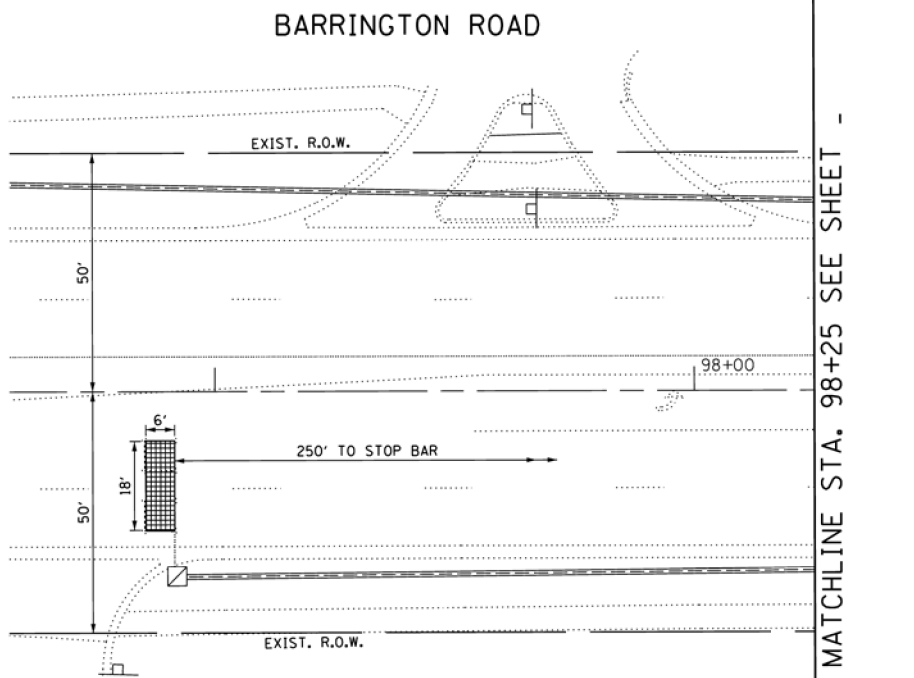 BARRINGTON ROAD
EXIST. R.O.W.
50'
98+00
6'
250' TO STOP BAR
18'
50'
EXIST. R.O.W.
MATCHLINE STA. 98+25 SEE SHEET -